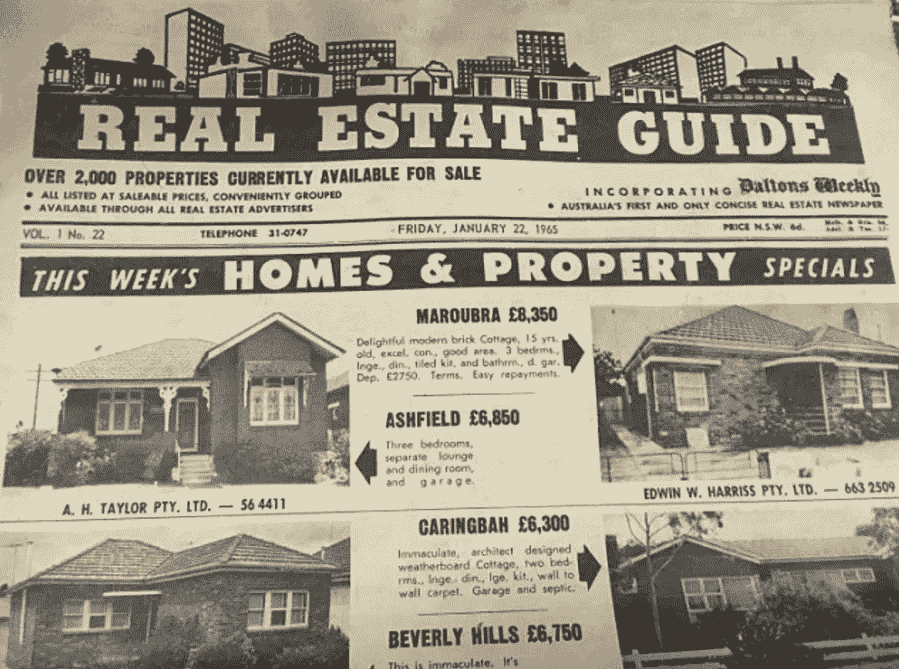 REAL ESTATE GUIDE
OVER 2,000 PROPERTIES CURRENTLY AVAILABLE FOR SALE
• ALL LISTED AT SALEABLE PRICES, CONVENIENTLY GROUPED
• AVAILABLE THROUGH ALL REAL ESTATE ADVERTISERS
INCORPORATING Daltons Weekly
• AUSTRALIA'S FIRST AND ONLY CONCISE REAL ESTATE NEWSPAPER
VOL. 1 No. 22
TELEPHONE 31-0747
FRIDAY, JANUARY 22, 1965
PRICE N.S.W. 6d.
THIS WEEK'S HOMES & PROPERTY SPECIALS
MAROUBRA £8,350
Delightful modern brick Cottage, 15 yrs.
old, excel. con., good area. 3 bedrms.,
lnge., din., tiled kit, and bathrm., d. gar.
Dep. £2750. Terms. Easy repayments.
ASHFIELD £6,850
Three bedrooms,
separate lounge
and dining room,
and garage.
A. H. TAYLOR PTY. LTD. — 56 4411
EDWIN W. HARRISS PTY. LTD. — 663 2509
CARINGBAH £6,300
Immaculate, architect designed
weatherboard Cottage, two bed-
rms., lnge., din., lge. kit., wall to
wall carpet. Garage and septic.
BEVERLY HILLS £6,750
This is immaculate. It's